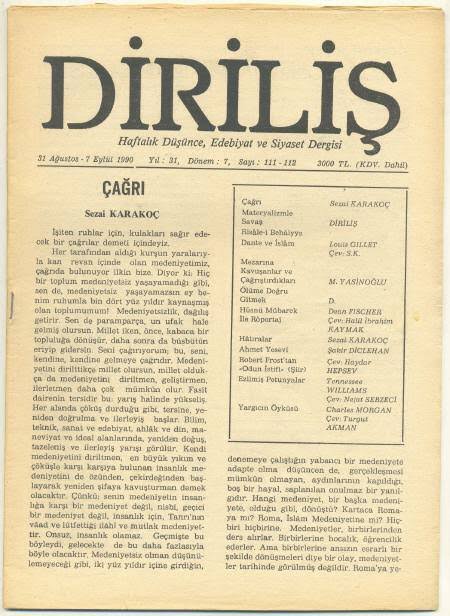 DİRİLİŞ
Haftalık Düşünce, Edebiyat ve Siyaset Dergisi
31 Ağustos - 7 Eylül 1990 Yıl : 31, Dönem : 7, Sayı : 111 - 112 3000 TL. (KDV. Dahil)
ÇAĞRI
Sezai KARAKOÇ
İşiten ruhlar için, kulakları sağır ede-
cek bir çağrılar demeti içindeyiz.
Her tarafından aldığı kurşun yaralarıy-
la kan revan içinde olan medeniyetimiz,
çağrıda bulunuyor ilkin bize. Diyor ki: Hiç
bir toplum medeniyetsiz yaşayamadığı gibi,
sen de, medeniyetsiz yaşayamazsın ey be-
nim ruhumla bin dört yüz yıldır kaynaşmış
olan toplumumum! Medeniyetsizlik, dağılış
getirir. Sen de paramparça, un ufak hale
gelmiş olursun. Millet iken, önce, kabaca bir
topluluğa dönüşür, daha sonra da büsbütün
eriyip gidersin. Seni çağırıyorum; bu, seni,
kendine, kendine gelmeye çağrıdır. Medeni-
yetini dirilttikçe millet olursun, millet olduk-
ça da medeniyetini diriltmen, geliştirmen,
ilerletmen daha çok mümkün olur. Fasit
dairenin tersidir bu: yarış halinde yükseliş.
Her alanda çöküş durduğu gibi, tersine, ye-
niden doğrulma ve ilerleyiş başlar. Bilim,
teknik, sanat ve edebiyat, ahlâk ve din, ma-
neviyat ve ideal alanlarında, yeniden doğuş,
tazeleniş ve ilerleyiş yarışı görülür. Kendi
medeniyetini diriltmen, en büyük yıkım ve
çöküşle karşı karşıya bulunan insanlık me-
deniyetini de özünden, çekirdeğinden baş-
layarak yeniden şifaya kavuşturman demek
olacaktır. Çünkü; senin medeniyetin insan-
lığa karşı bir medeniyet değil, nisbî, geçici
bir medeniyet değil, insanlık için, Tanrı'nın
vâad ve lûtfettiği ilâhî ve mutlak medeniyet-
tir. Onsuz, insanlık olamaz. Geçmişte bu
böyleydi, gelecekte de bu daha fazlasıyla
böyle olacaktır. Medeniyetsiz olman düşünü-
lemeyeceği gibi, iki yüz yıldır içine girdiğin,
Çağrı Sezai KARAKOÇ
Materyalizmle
Savaş DİRİLİŞ
Risâle-i Behâiyye
Dante ve İslâm Louis GILLET
Çev: S.K.
Mezarına
Kavuşanlar ve
Çağrıştırdıkları M. YASİNOĞLU
Ölüme Doğru
Gitmek D.
Hüsnü Mübarek Denn FISCHER
İle Röportaj Çev: Halil İbrahim
KAYMAK
Hâtıralar Sezai KARAKOÇ
Ahmet Yesevî Şakir DİCLEHAN
Robert Frost'tan Çev: Haydar
«Odun İstifi» (Şiir) HEPSEV
Ezilmiş Petunyalar Tennessee
WILLIAMS
Çev: Nejat SEBZECİ
Yargıcın Öyküsü Charles MORGAN
Çev: Turgut
AKMAN
denemeye çalıştığın yabancı bir medeniyete
adapte olma düşüncen de, gerçekleşmesi
mümkün olmayan, aydınlarının kapıldığı,
boş bir hayal, saplanılan onulmaz bir yanıl-
gıdır. Hangi medeniyet, bir başka medeni-
yete, olduğu gibi, dönüştü? Kartaca Roma-
ya mı? Roma, İslâm Medeniyetine mi? Hiç-
biri hiçbirine. Medeniyetler, birbirlerinden
ders alırlar. Birbirlerine hocalık, öğrencilik
ederler. Ama birbirlerine ansızın esrarlı bir
şekilde dönüşmeleri diye bir olay, medeniyet-
ler tarihinde görülmüş değildir. Roma'ya ye-